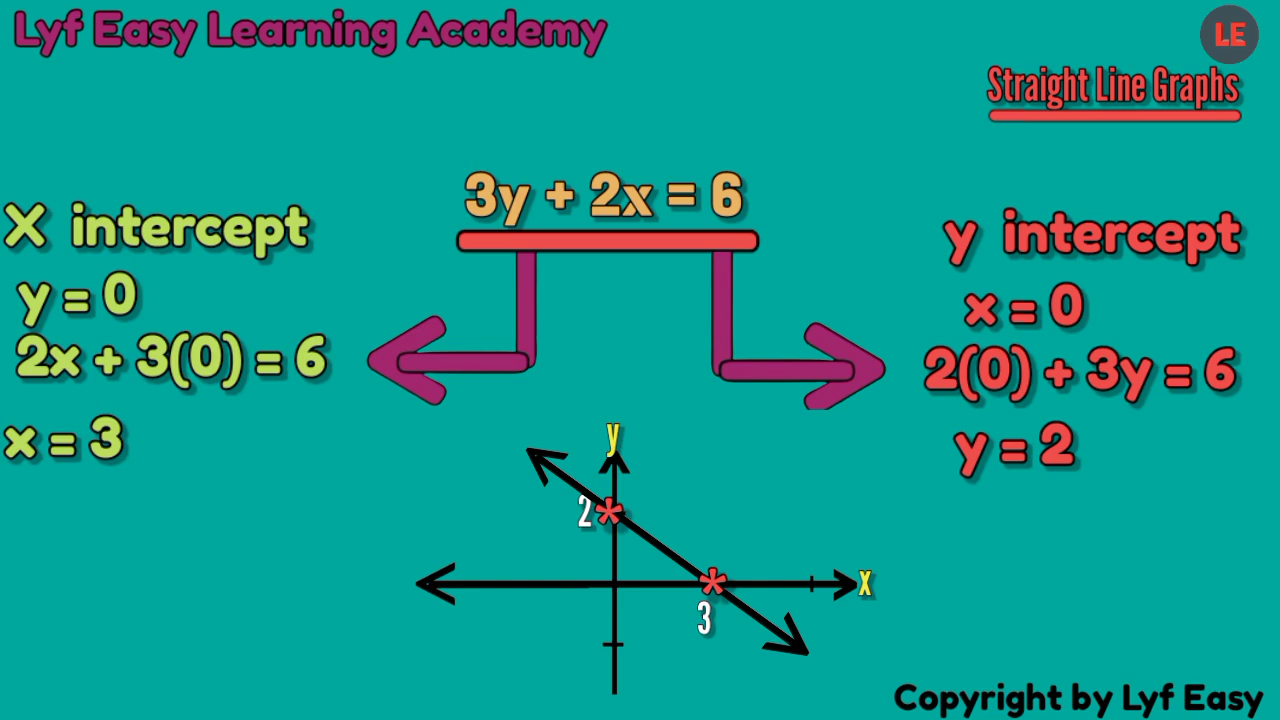 Lyf Easy Learning Academy
LE
Straight Line Graphs
3y + 2x = 6
X intercept
y = 0
2x + 3(0) = 6
x = 3
y intercept
x = 0
2(0) + 3y = 6
y = 2
y
2
x
3
Copyright by Lyf Easy